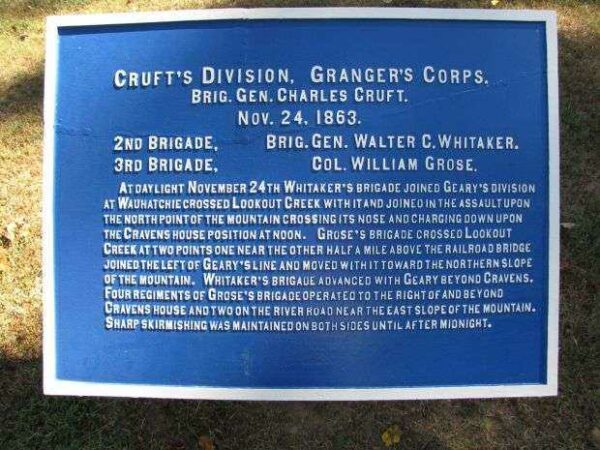 CRUFT'S DIVISION, GRANGER'S CORPS.
BRIG. GEN. CHARLES CRUFT.
NOV. 24, 1863.
2ND BRIGADE, BRIG. GEN. WALTER C. WHITAKER.
3RD BRIGADE, COL. WILLIAM GROSE.
AT DAYLIGHT NOVEMBER 24TH WHITAKER'S BRIGADE JOINED GEARY'S DIVISION
AT WAUHATCHIE CROSSED LOOKOUT CREEK WITH IT AND JOINED IN THE ASSAULT UPON
THE NORTH POINT OF THE MOUNTAIN CROSSING ITS NOSE AND CHARGING DOWN UPON
THE CRAVENS HOUSE POSITION AT NOON. GROSE'S BRIGADE CROSSED LOOKOUT
CREEK AT TWO POINTS ONE NEAR THE OTHER HALF A MILE ABOVE THE RAILROAD BRIDGE
JOINED THE LEFT OF GEARY'S LINE AND MOVED WITH IT TOWARD THE NORTHERN SLOPE
OF THE MOUNTAIN. WHITAKER'S BRIGADE ADVANCED WITH GEARY BEYOND CRAVENS.
FOUR REGIMENTS OF GROSE'S BRIGADE OPERATED TO THE RIGHT OF AND BEYOND
CRAVENS HOUSE AND TWO ON THE RIVER ROAD NEAR THE EAST SLOPE OF THE MOUNTAIN.
SHARP SKIRMISHING WAS MAINTAINED ON BOTH SIDES UNTIL AFTER MIDNIGHT.